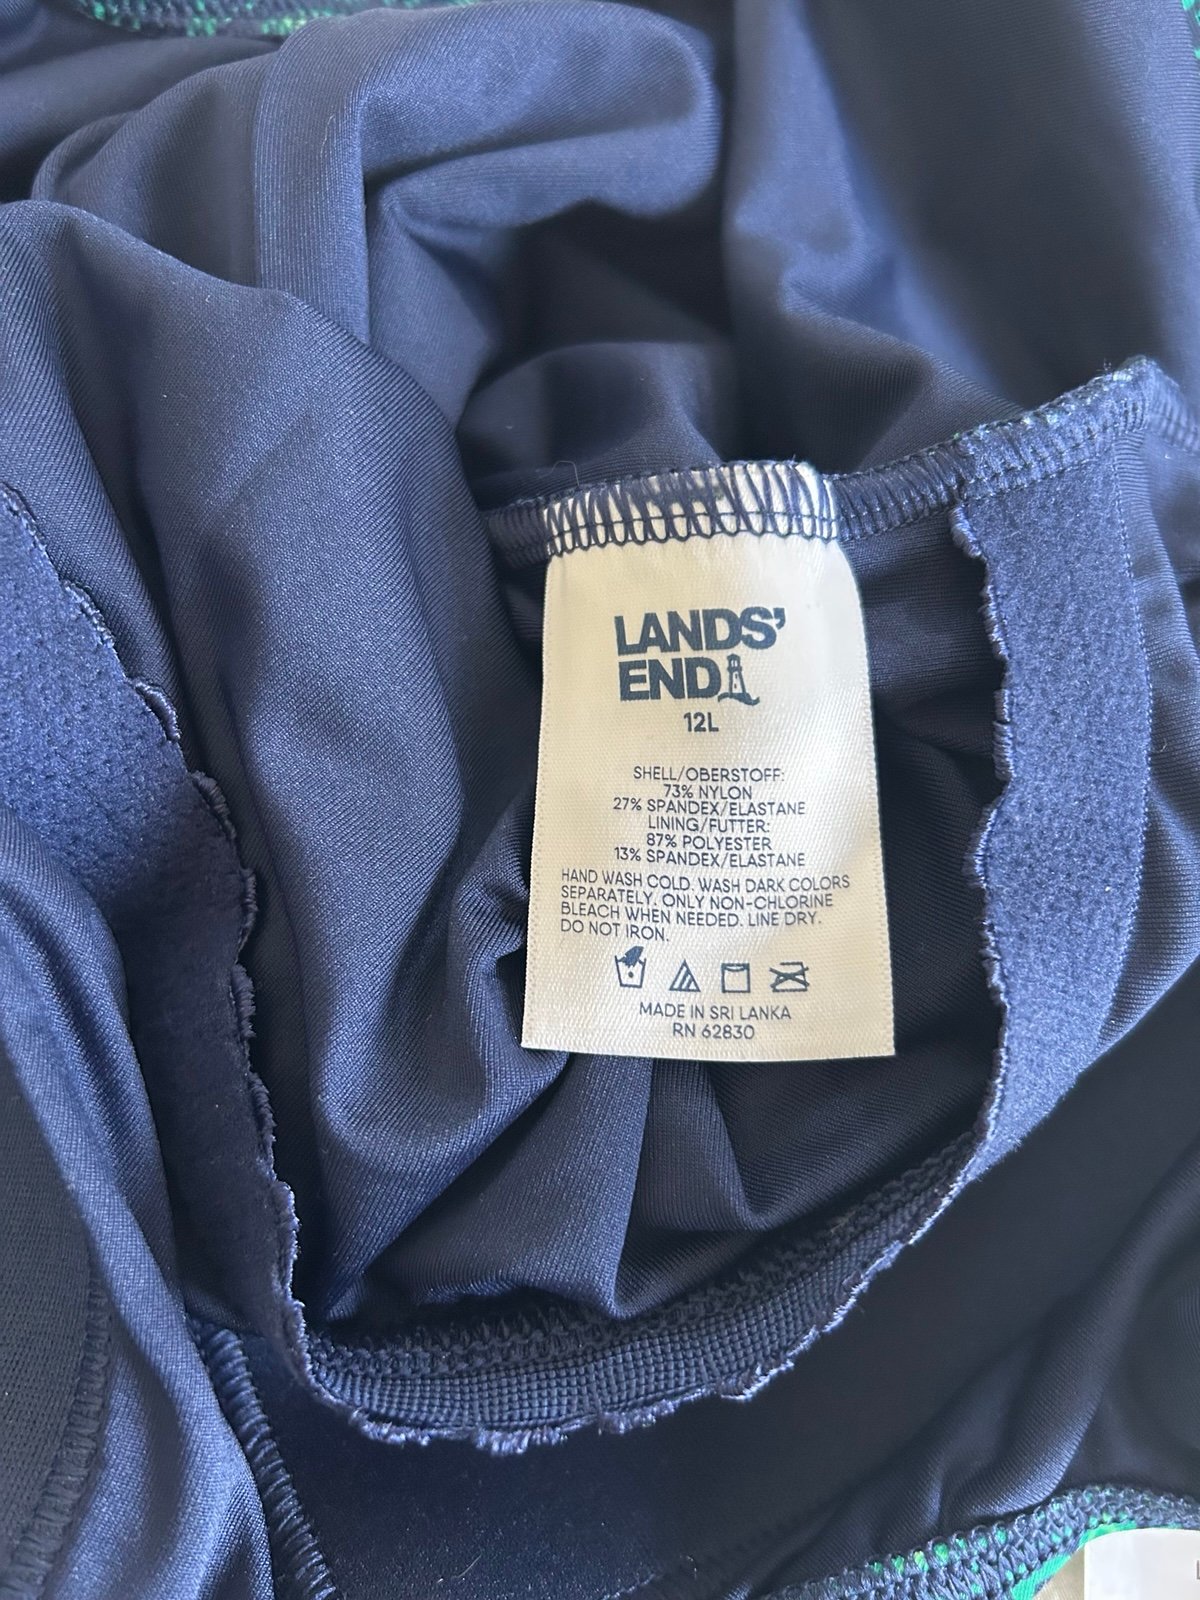 LANDS'
END
12L
SHELL/OBERSTOFF:
73% NYLON
27% SPANDEX/ELASTANE
LINING/FUTTER:
87% POLYESTER
13% SPANDEX/ELASTANE
HAND WASH COLD. WASH DARK COLORS
SEPARATELY. ONLY NON-CHLORINE
BLEACH WHEN NEEDED. LINE DRY.
DO NOT IRON.
MADE IN SRI LANKA
RN 62830